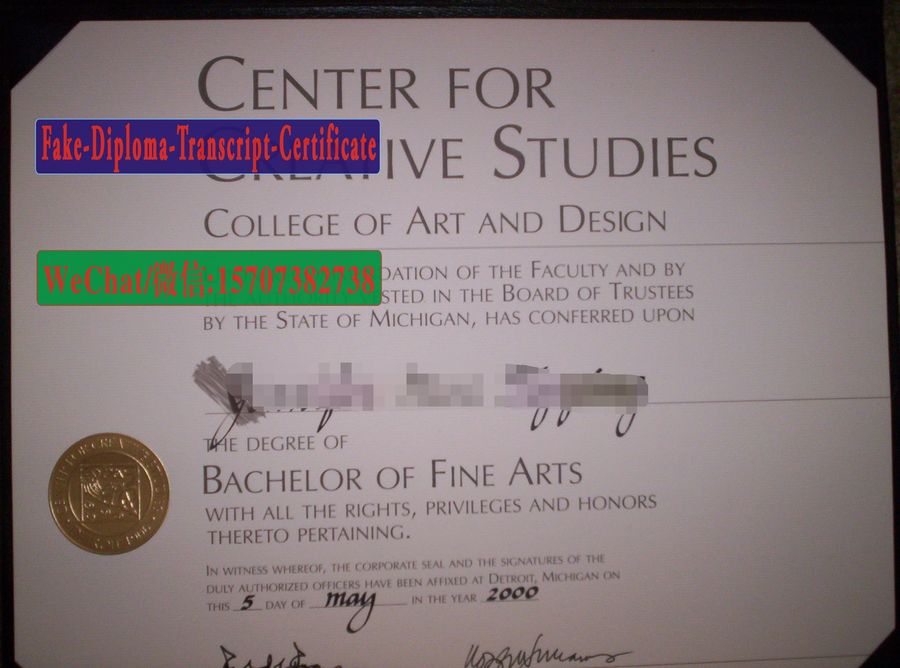 CENTER FOR
Fake-Diploma-Transcript-Certificate
STUDIES
COLLEGE OF ART AND DESIGN
WeChat/微信:15707382738
OF THE FACULTY AND BY
IN THE BOARD OF TRUSTEES
BY THE STATE OF MICHIGAN, HAS CONFERRED UPON
THE DEGREE OF
BACHELOR OF FINE ARTS
WITH ALL THE RIGHTS, PRIVILEGES AND HONORS
THERETO PERTAINING.
IN WITNESS WHEREOF, THE CORPORATE SEAL AND THE SIGNATURES OF THE
DULY AUTHORIZED OFFICERS HAVE BEEN AFFIXED AT DETROIT, MICHIGAN ON
THIS 5 DAY OF may IN THE YEAR 2000